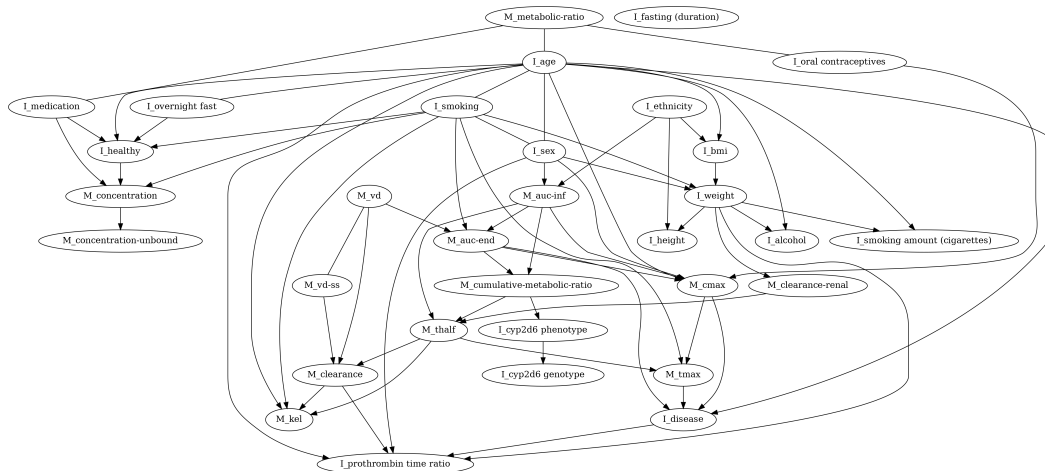 M_metabolic-ratio
I_fasting (duration)
I_age
I_oral contraceptives
I_medication
I_overnight fast
I_smoking
I_ethnicity
I_healthy
I_sex
I_bmi
M_concentration
M_vd
M_auc-inf
I_weight
M_concentration-unbound
M_auc-end
I_height
I_alcohol
I_smoking amount (cigarettes)
M_vd-ss
M_cumulative-metabolic-ratio
M_cmax
M_clearance-renal
M_thalf
I_cyp2d6 phenotype
M_clearance
I_cyp2d6 genotype
M_tmax
M_kel
I_disease
I_prothrombin time ratio